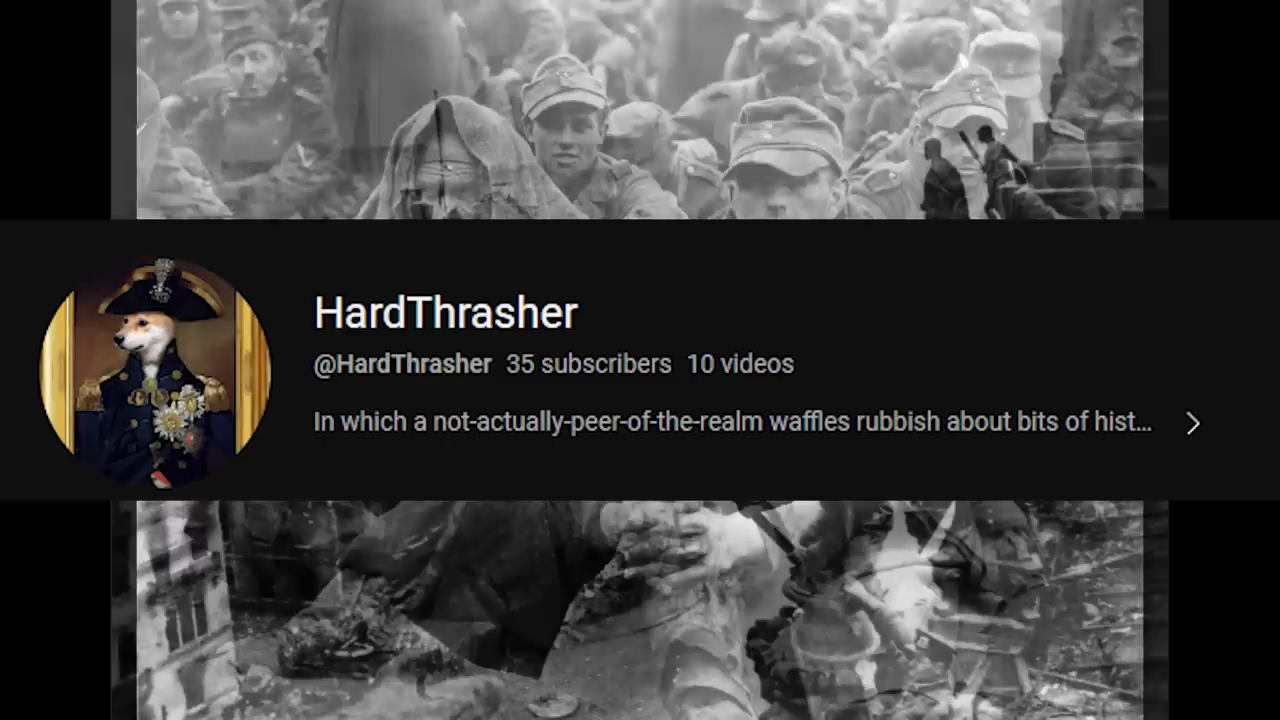 HardThrasher
@HardThrasher 35 subscribers 10 videos
In which a not-actually-peer-of-the-realm waffles rubbish about bits of hist...